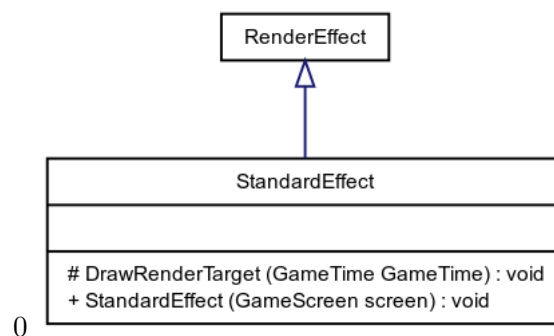 RenderEffect
StandardEffect
# DrawRenderTarget (GameTime GameTime) : void
+ StandardEffect (GameScreen screen) : void
0